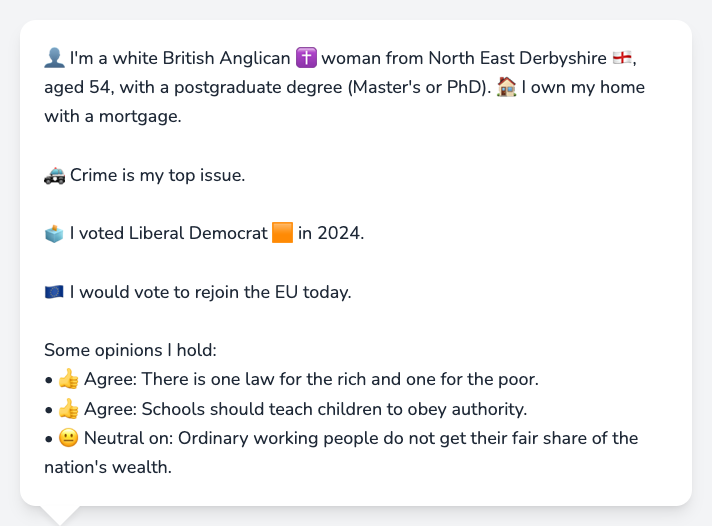 👤 I'm a white British Anglican ✝️ woman from North East Derbyshire 🏴󠁧󠁢󠁥󠁮󠁧󠁿,
aged 54, with a postgraduate degree (Master's or PhD). 🏠 I own my home
with a mortgage.
🚓 Crime is my top issue.
🗳️ I voted Liberal Democrat 🟧 in 2024.
🇪🇺 I would vote to rejoin the EU today.
Some opinions I hold:
• 👍 Agree: There is one law for the rich and one for the poor.
• 👍 Agree: Schools should teach children to obey authority.
• 😐 Neutral on: Ordinary working people do not get their fair share of the
nation's wealth.